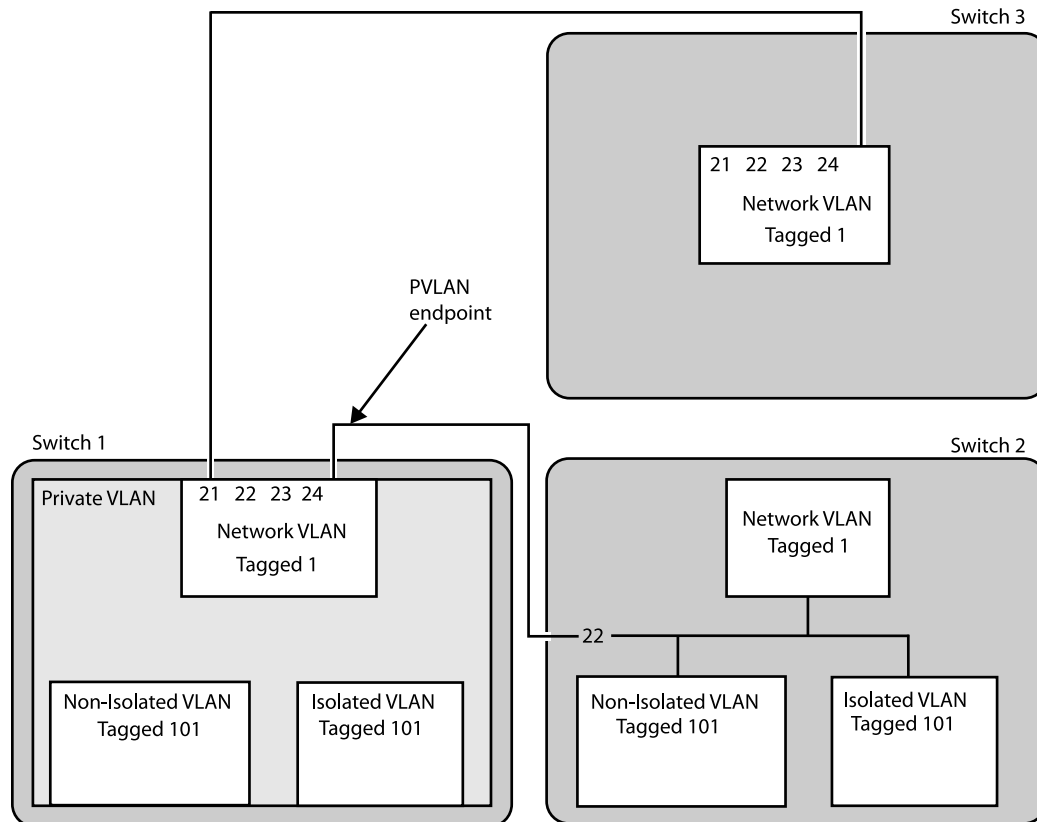 Switch 3
21 22 23 24
Network VLAN
Tagged 1
PVLAN
endpoint
Switch 1
Private VLAN
21 22 23 24
Network VLAN
Tagged 1
Non-Isolated VLAN
Tagged 101
Isolated VLAN
Tagged 101
Switch 2
Network VLAN
Tagged 1
22
Non-Isolated VLAN
Tagged 101
Isolated VLAN
Tagged 101